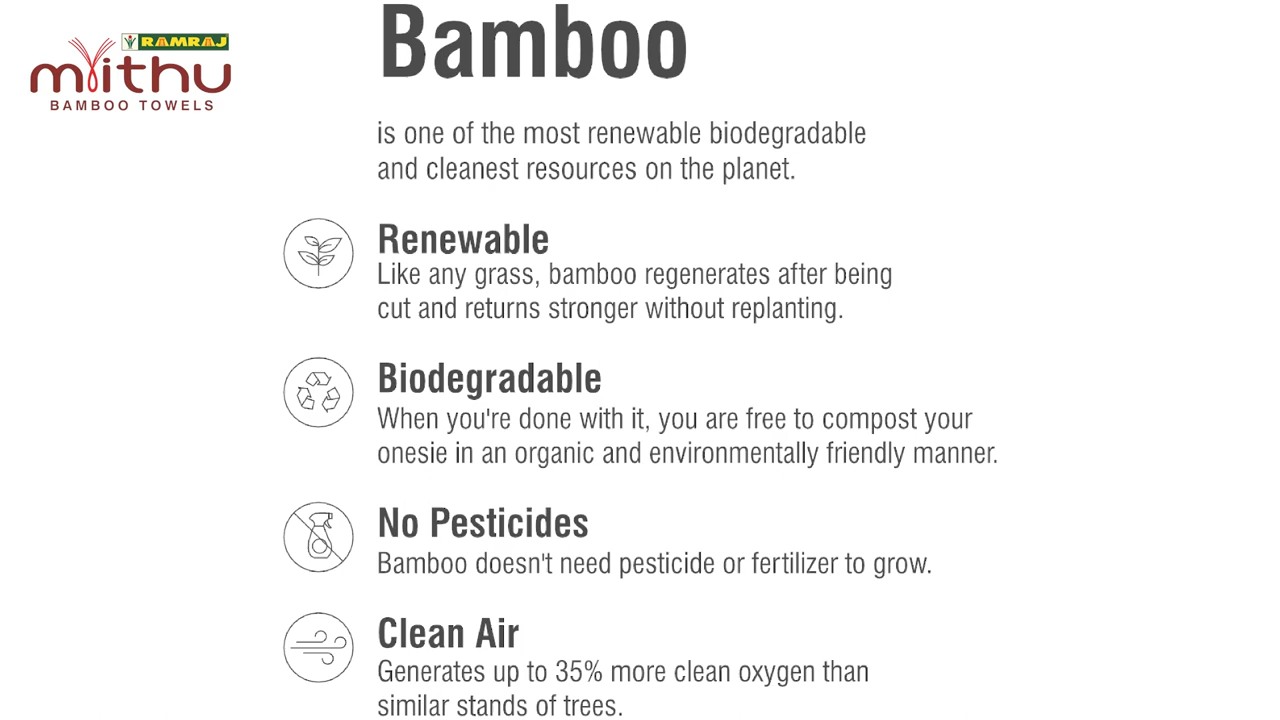 RAMRAJ
myithu
BAMBOO TOWELS
Bamboo
is one of the most renewable biodegradable
and cleanest resources on the planet.
Renewable
Like any grass, bamboo regenerates after being
cut and returns stronger without replanting.
Biodegradable
When you're done with it, you are free to compost your
onesie in an organic and environmentally friendly manner.
No Pesticides
Bamboo doesn't need pesticide or fertilizer to grow.
Clean Air
Generates up to 35% more clean oxygen than
similar stands of trees.